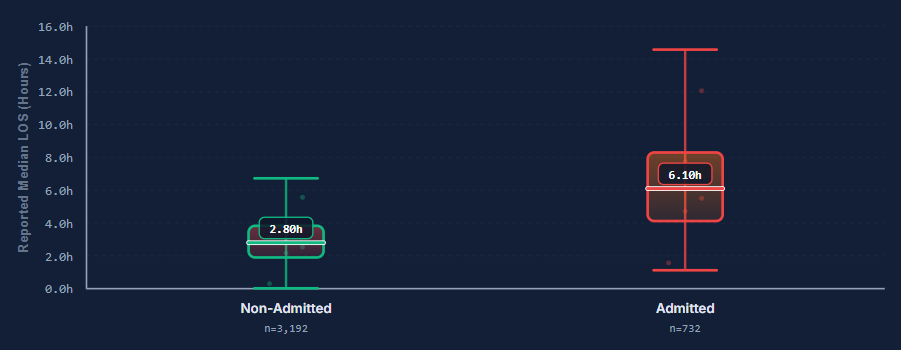 Reported Median LOS (Hours)
16.0h
14.0h
12.0h
10.0h
8.0h
6.0h
4.0h
2.0h
0.0h
2.80h
6.10h
Non-Admitted
n=3,192
Admitted
n=732